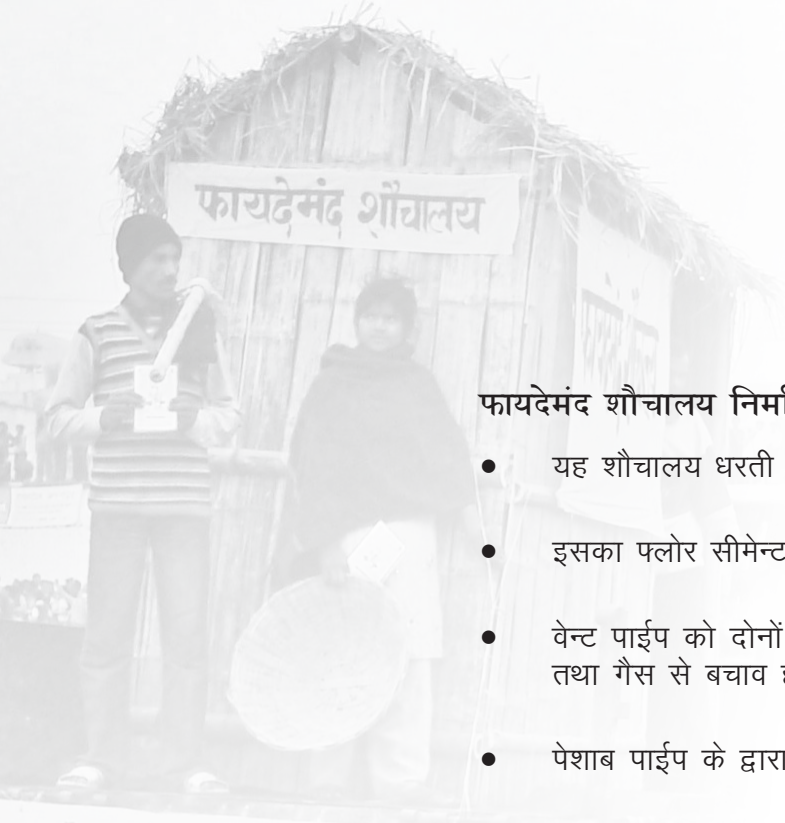 फायदेमंद शौचालय
फायदेमंद शौचालय
यह शौचालय धरती
इसका फ्लोर सीमेन्ट
वेन्ट पाईप को दोनों
तथा गैस से बचाव
पेशाब पाईप के द्वारा